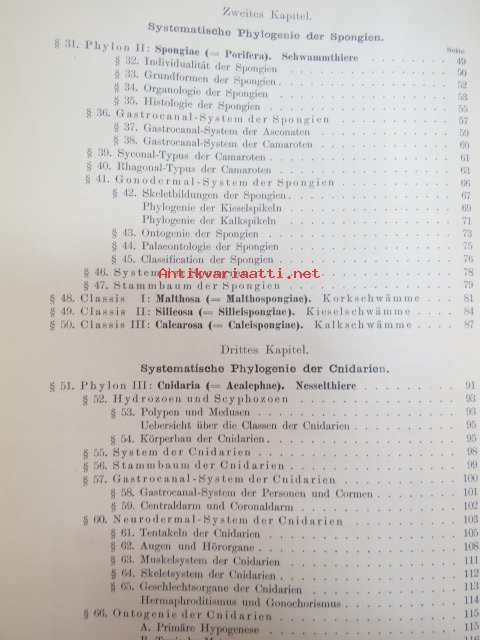 Zweites Kapitel.
Systematische Phylogenie der Spongien.
Seite
§ 31. Phylon II: Spongiae (= Porifera). Schwammthiere 49
§ 32. Individualität der Spongien 50
§ 33. Grundformen der Spongien 52
§ 34. Organologie der Spongien 53
§ 35. Histologie der Spongien 55
§ 36. Gastrocanal-System der Spongien 57
§ 37. Gastrocanal-System der Asconaten 59
§ 38. Gastrocanal-System der Camaroten 60
§ 39. Syconal-Typus der Camaroten 61
§ 40. Rhagonal-Typus der Camaroten 63
§ 41. Gonodermal-System der Spongien 66
§ 42. Skeletbildungen der Spongien 67
Phylogenie der Kieselspikeln 69
Phylogenie der Kalkspikeln 71
§ 43. Ontogenie der Spongien 73
§ 44. Palaeontologie der Spongien 75
§ 45. Classification der Spongien 76
§ 46. System 78
Antikvariaatti.net
§ 47. Stammbaum der Spongien 79
§ 48. Classis I: Malthosa (= Malthospongiae). Korkschwämme 81
§ 49. Classis II: Silicosa (= Silicispongiae). Kieselschwämme 84
§ 50. Classis III: Calcarosa (= Calcispongiae). Kalkschwämme 87
Drittes Kapitel.
Systematische Phylogenie der Cnidarien.
§ 51. Phylon III: Cnidaria (= Acalephae). Nesselthiere 91
§ 52. Hydrozoen und Scyphozoen 93
§ 53. Polypen und Medusen 93
Uebersicht über die Classen der Cnidarien 95
§ 54. Körperbau der Cnidarien 95
§ 55. System der Cnidarien 98
§ 56. Stammbaum der Cnidarien 99
§ 57. Gastrocanal-System der Cnidarien 100
§ 58. Gastrocanal-System der Personen und Cormen 101
§ 59. Centraldarm und Coronaldarm 102
§ 60. Neurodermal-System der Cnidarien 103
§ 61. Tentakeln der Cnidarien 105
§ 62. Augen und Hörorgane 108
§ 63. Muskelsystem der Cnidarien 111
§ 64. Skeletsystem der Cnidarien 112
§ 65. Geschlechtsorgane der Cnidarien 113
Hermaphroditismus und Gonochorismus 114
§ 66. Ontogenie der Cnidarien 115
A. Primäre Hypogenese 115